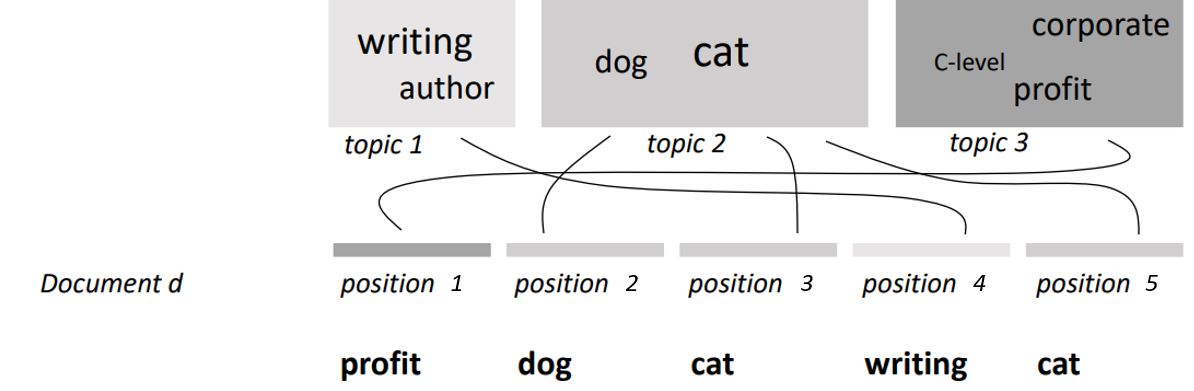 writing
author
dog cat
corporate
C-level
profit
topic 1 topic 2 topic 3
Document d position 1 position 2 position 3 position 4 position 5
profit dog cat writing cat